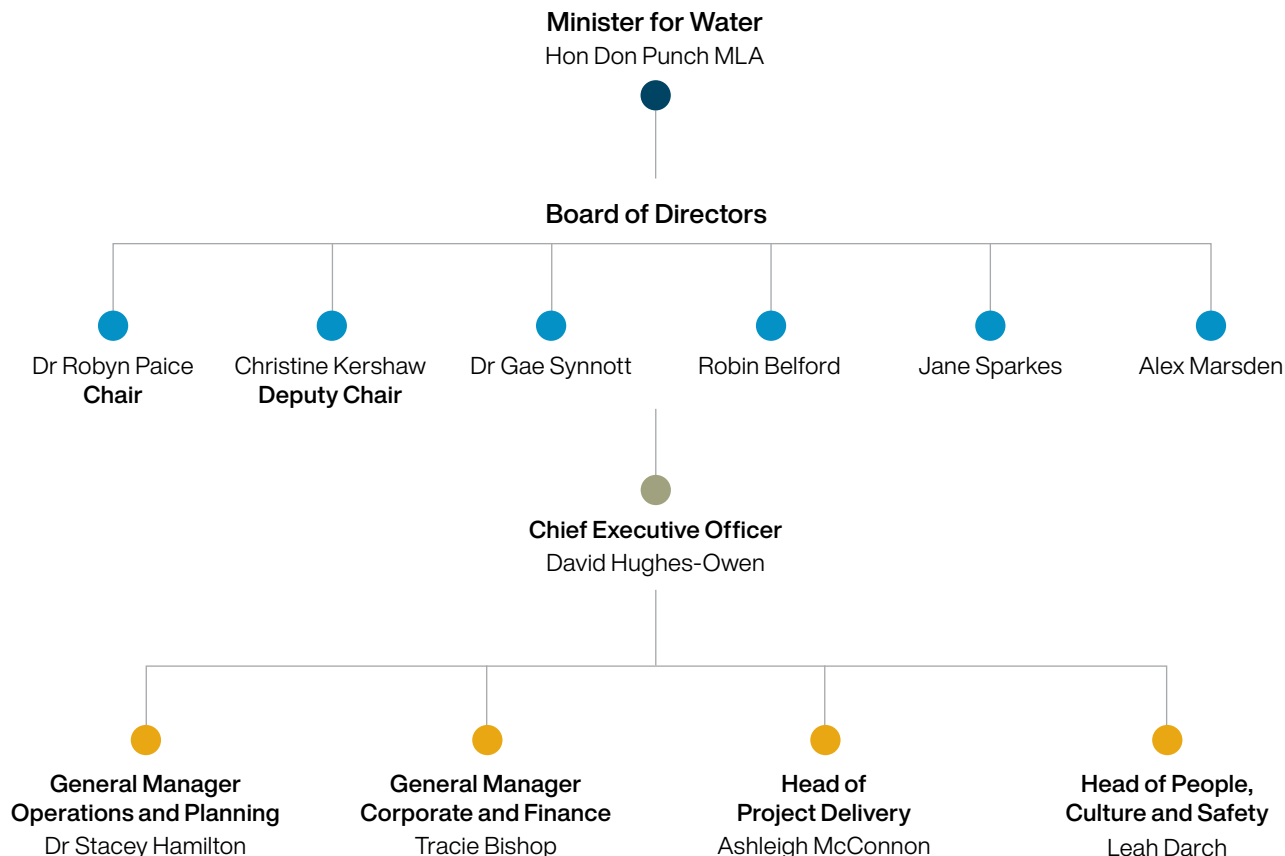 Minister for Water
Hon Don Punch MLA
Board of Directors
Dr Robyn Paice
Chair
Christine Kershaw
Deputy Chair
Dr Gae Synnott
Robin Belford
Jane Sparkes
Alex Marsden
Chief Executive Officer
David Hughes-Owen
General Manager
Operations and Planning
Dr Stacey Hamilton
General Manager
Corporate and Finance
Tracie Bishop
Head of
Project Delivery
Ashleigh McConnon
Head of People,
Culture and Safety
Leah Darch